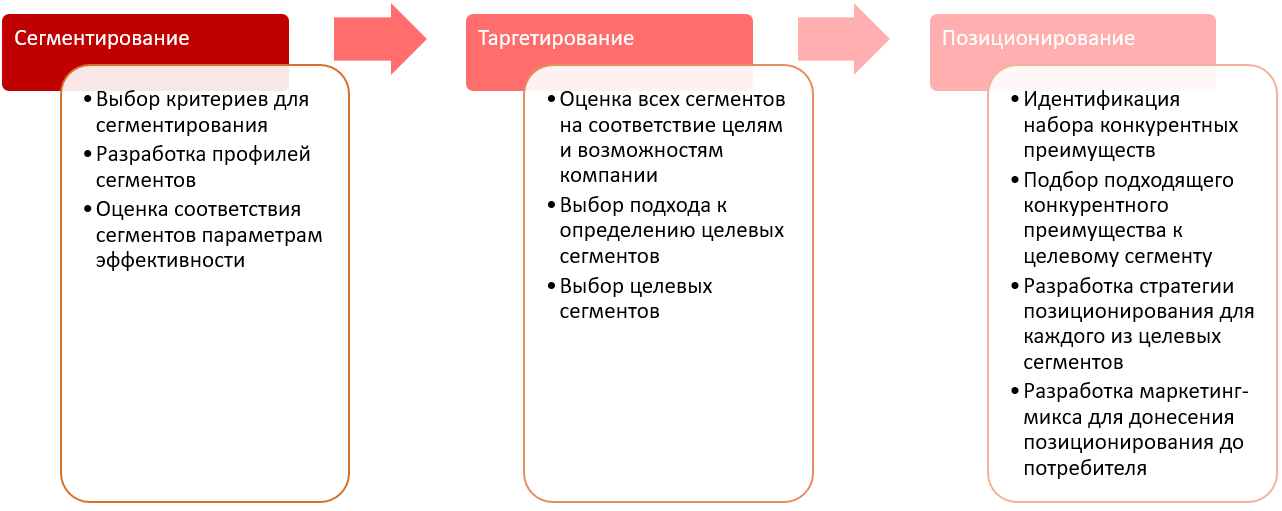 Сегментирование
• Выбор критериев для
сегментирования
• Разработка профилей
сегментов
• Оценка соответствия
сегментов параметрам
эффективности
Таргетирование
• Оценка всех сегментов
на соответствие целям
и возможностям
компании
• Выбор подхода к
определению целевых
сегментов
• Выбор целевых
сегментов
Позиционирование
• Идентификация
набора конкурентных
преимуществ
• Подбор подходящего
конкурентного
преимущества к
целевому сегменту
• Разработка стратегии
позиционирования для
каждого из целевых
сегментов
• Разработка маркетинг-
микса для донесения
позиционирования до
потребителя